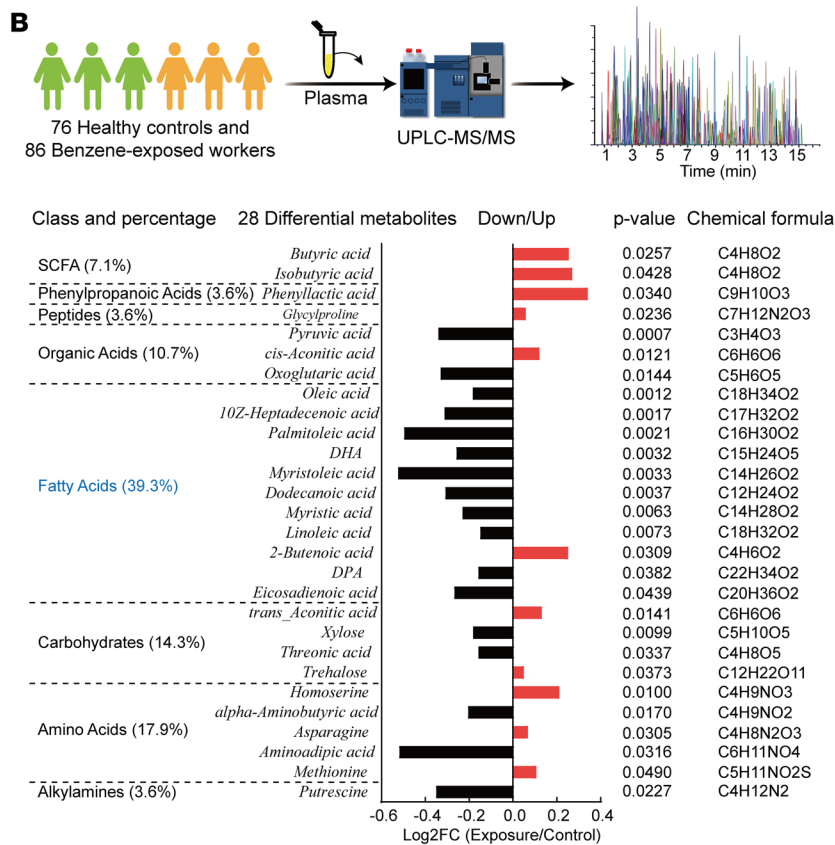 B
Plasma
UPLC-MS/MS
76 Healthy controls and
86 Benzene-exposed workers
1 3 5 7 9 11 13 15
Time (min)
Class and percentage 28 Differential metabolites Down/Up p-value Chemical formula
SCFA (7.1%)
Butyric acid 0.0257 C4H8O2
Isobutyric acid 0.0428 C4H8O2
Phenylpropanoic Acids (3.6%) Phenyllactic acid 0.0340 C9H10O3
Peptides (3.6%) Glycylproline 0.0236 C7H12N2O3
Organic Acids (10.7%)
Pyruvic acid 0.0007 C3H4O3
cis-Aconitic acid 0.0121 C6H6O6
Oxoglutaric acid 0.0144 C5H6O5
Fatty Acids (39.3%)
Oleic acid 0.0012 C18H34O2
10Z-Heptadecenoic acid 0.0017 C17H32O2
Palmitoleic acid 0.0021 C16H30O2
DHA 0.0032 C15H24O5
Myristoleic acid 0.0033 C14H26O2
Dodecanoic acid 0.0037 C12H24O2
Myristic acid 0.0063 C14H28O2
Linoleic acid 0.0073 C18H32O2
2-Butenoic acid 0.0309 C4H6O2
DPA 0.0382 C22H34O2
Eicosadienoic acid 0.0439 C20H36O2
Carbohydrates (14.3%)
trans_Aconitic acid 0.0141 C6H6O6
Xylose 0.0099 C5H10O5
Threonic acid 0.0337 C4H8O5
Trehalose 0.0373 C12H22O11
Amino Acids (17.9%)
Homoserine 0.0100 C4H9NO3
alpha-Aminobutyric acid 0.0170 C4H9NO2
Asparagine 0.0305 C4H8N2O3
Aminoadipic acid 0.0316 C6H11NO4
Methionine 0.0490 C5H11NO2S
Alkylamines (3.6%) Putrescine 0.0227 C4H12N2
-0.6 -0.4 -0.2 0.0 0.2 0.4
Log2FC (Exposure/Control)